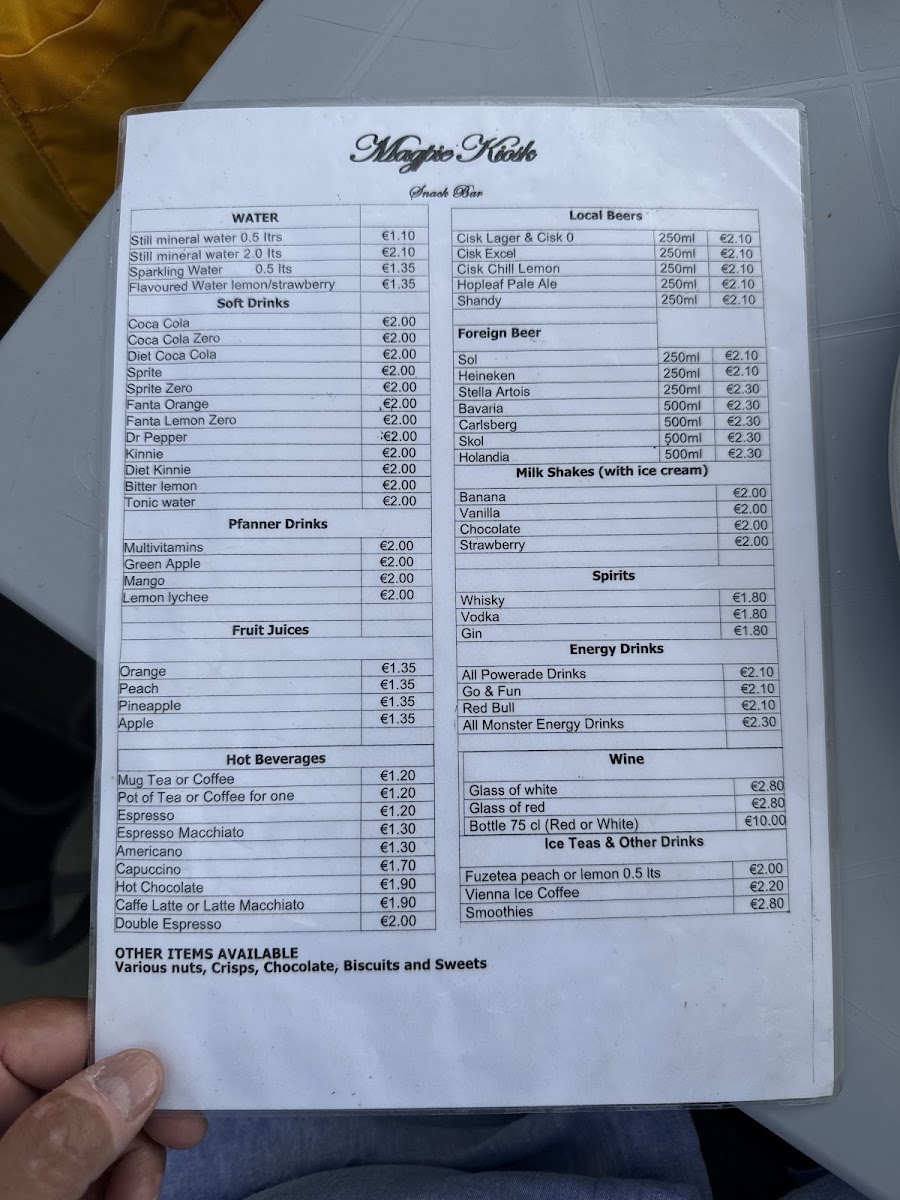 Magpie Kiosk
Snack Bar
WATER
Still mineral water 0.5 ltrs €1.10
Still mineral water 2.0 lts €2.10
Sparkling Water 0.5 lts €1.35
Flavoured Water lemon/strawberry €1.35
Soft Drinks
Coca Cola €2.00
Coca Cola Zero €2.00
Diet Coca Cola €2.00
Sprite €2.00
Sprite Zero €2.00
Fanta Orange €2.00
Fanta Lemon Zero €2.00
Dr Pepper €2.00
Kinnie €2.00
Diet Kinnie €2.00
Bitter lemon €2.00
Tonic water €2.00
Pfanner Drinks
Multivitamins €2.00
Green Apple €2.00
Mango €2.00
Lemon lychee €2.00
Fruit Juices
Orange €1.35
Peach €1.35
Pineapple €1.35
Apple €1.35
Hot Beverages
Mug Tea or Coffee €1.20
Pot of Tea or Coffee for one €1.20
Espresso €1.20
Espresso Macchiato €1.30
Americano €1.30
Capuccino €1.70
Hot Chocolate €1.90
Caffe Latte or Latte Macchiato €1.90
Double Espresso €2.00
OTHER ITEMS AVAILABLE
Various nuts, Crisps, Chocolate, Biscuits and Sweets
Local Beers
Cisk Lager & Cisk 0 250ml €2.10
Cisk Excel 250ml €2.10
Cisk Chill Lemon 250ml €2.10
Hopleaf Pale Ale 250ml €2.10
Shandy 250ml €2.10
Foreign Beer
Sol 250ml €2.10
Heineken 250ml €2.10
Stella Artois 250ml €2.30
Bavaria 500ml €2.30
Carlsberg 500ml €2.30
Skol 500ml €2.30
Holandia 500ml €2.30
Milk Shakes (with ice cream)
Banana €2.00
Vanilla €2.00
Chocolate €2.00
Strawberry €2.00
Spirits
Whisky €1.80
Vodka €1.80
Gin €1.80
Energy Drinks
All Powerade Drinks €2.10
Go & Fun €2.10
Red Bull €2.10
All Monster Energy Drinks €2.30
Wine
Glass of white €2.80
Glass of red €2.80
Bottle 75 cl (Red or White) €10.00
Ice Teas & Other Drinks
Fuzetea peach or lemon 0.5 lts €2.00
Vienna Ice Coffee €2.20
Smoothies €2.80